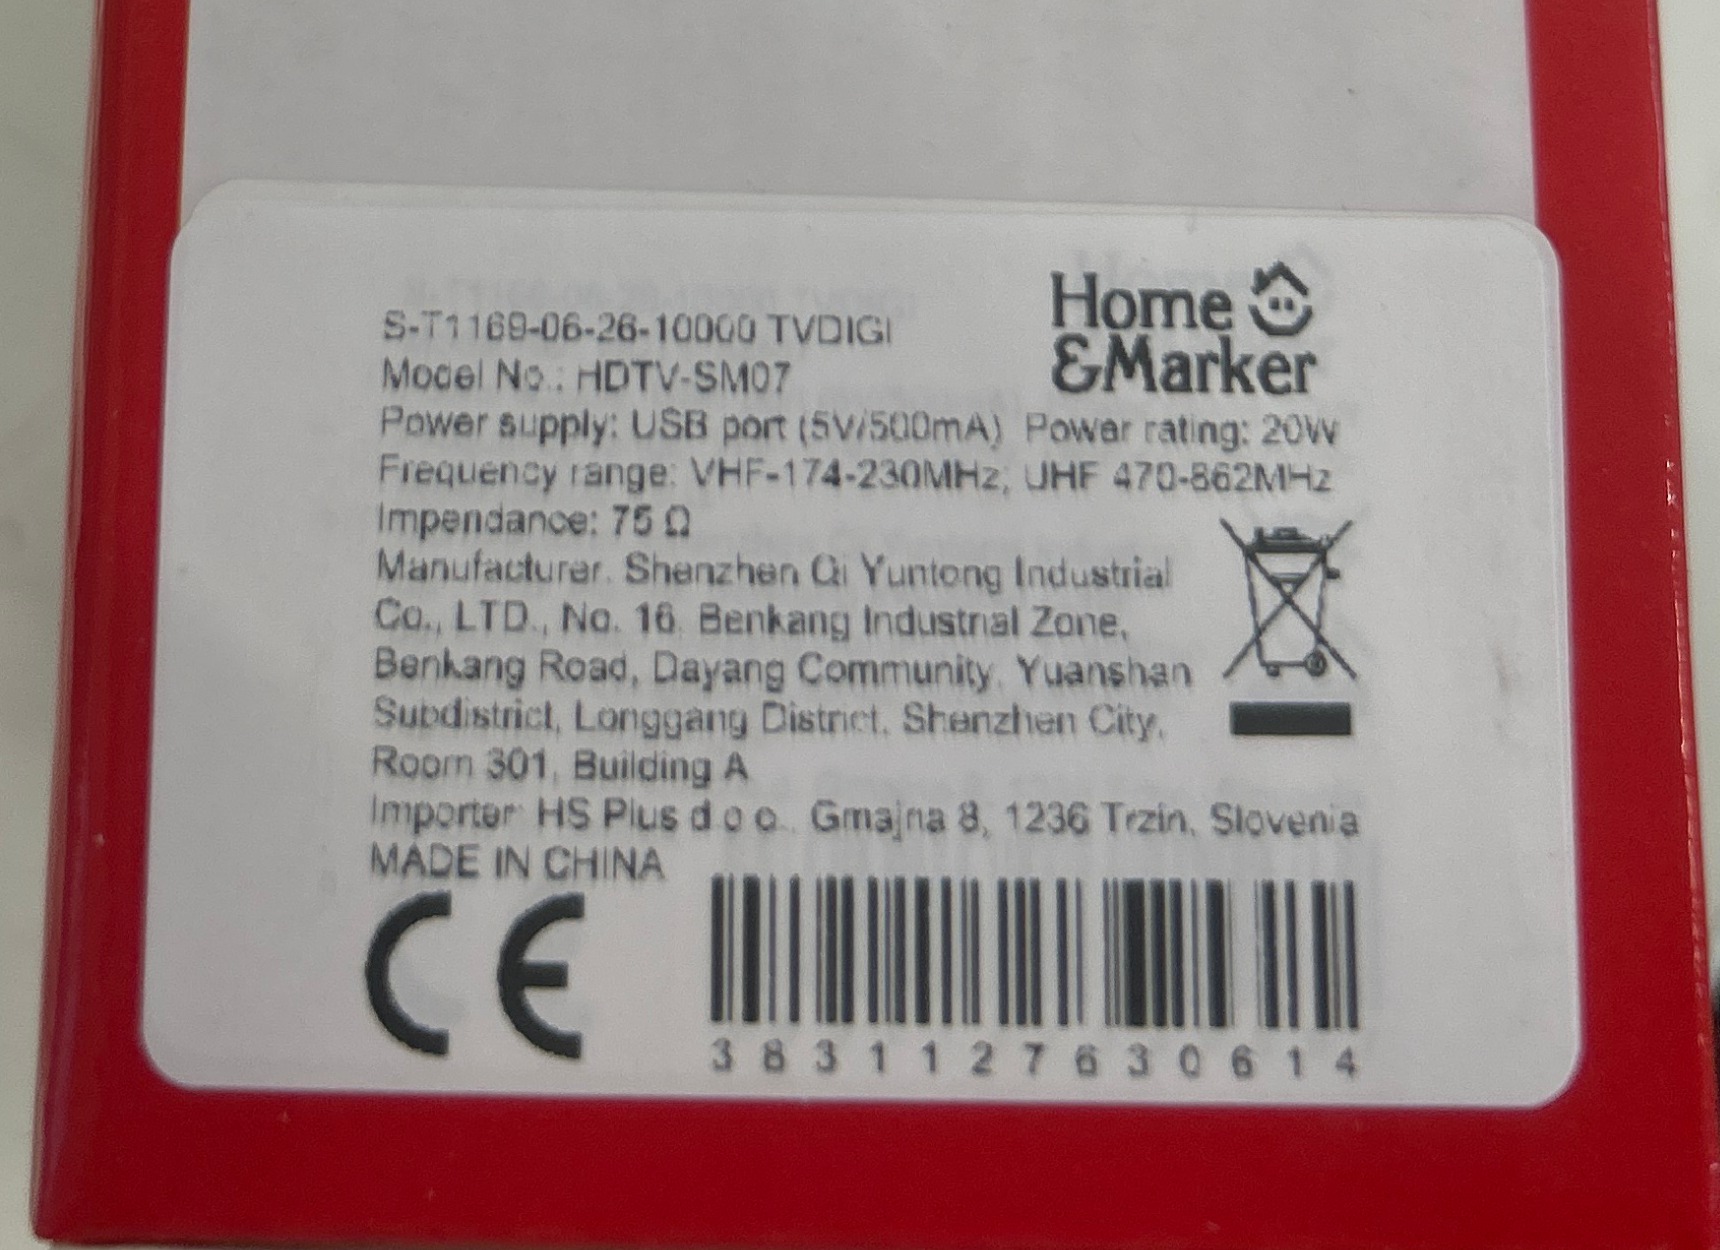 Home
&Marker
S-T1169-06-26-10000 TVDIGI
Model No.: HDTV-SM07
Power supply: USB port (5V/500mA) Power rating: 20W
Frequency range: VHF-174-230MHz; UHF 470-862MHz
Impendance: 75 Ω
Manufacturer. Shenzhen Qi Yuntong Industrial
Co., LTD., No. 16. Benkang Industrial Zone,
Benkang Road, Dayang Community, Yuanshan
Subdistrict, Longgang District, Shenzhen City,
Room 301, Building A
Importer: HS Plus d.o.o., Gmajna 8, 1236 Trzin, Slovenia
MADE IN CHINA
CE
3831127630614